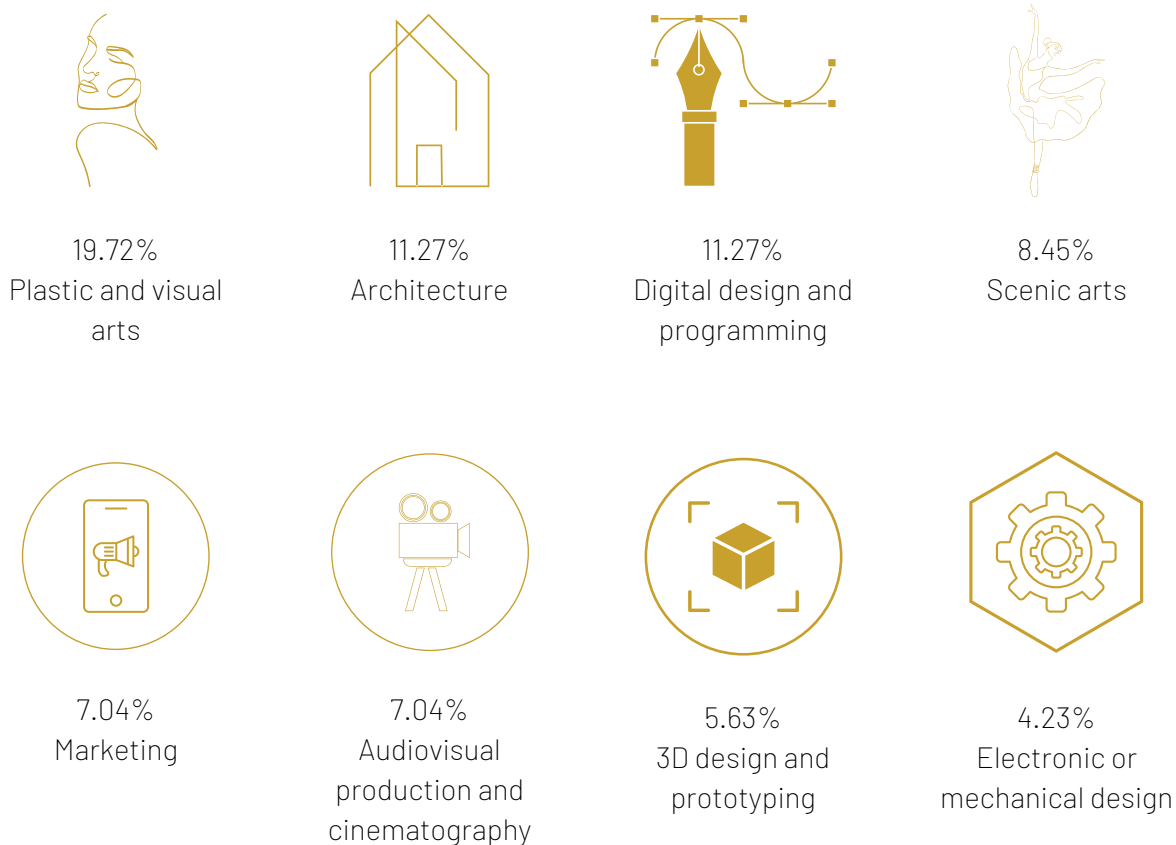 19.72%
Plastic and visual
arts
11.27%
Architecture
11.27%
Digital design and
programming
8.45%
Scenic arts
7.04%
Marketing
7.04%
Audiovisual
production and
cinematography
5.63%
3D design and
prototyping
4.23%
Electronic or
mechanical design